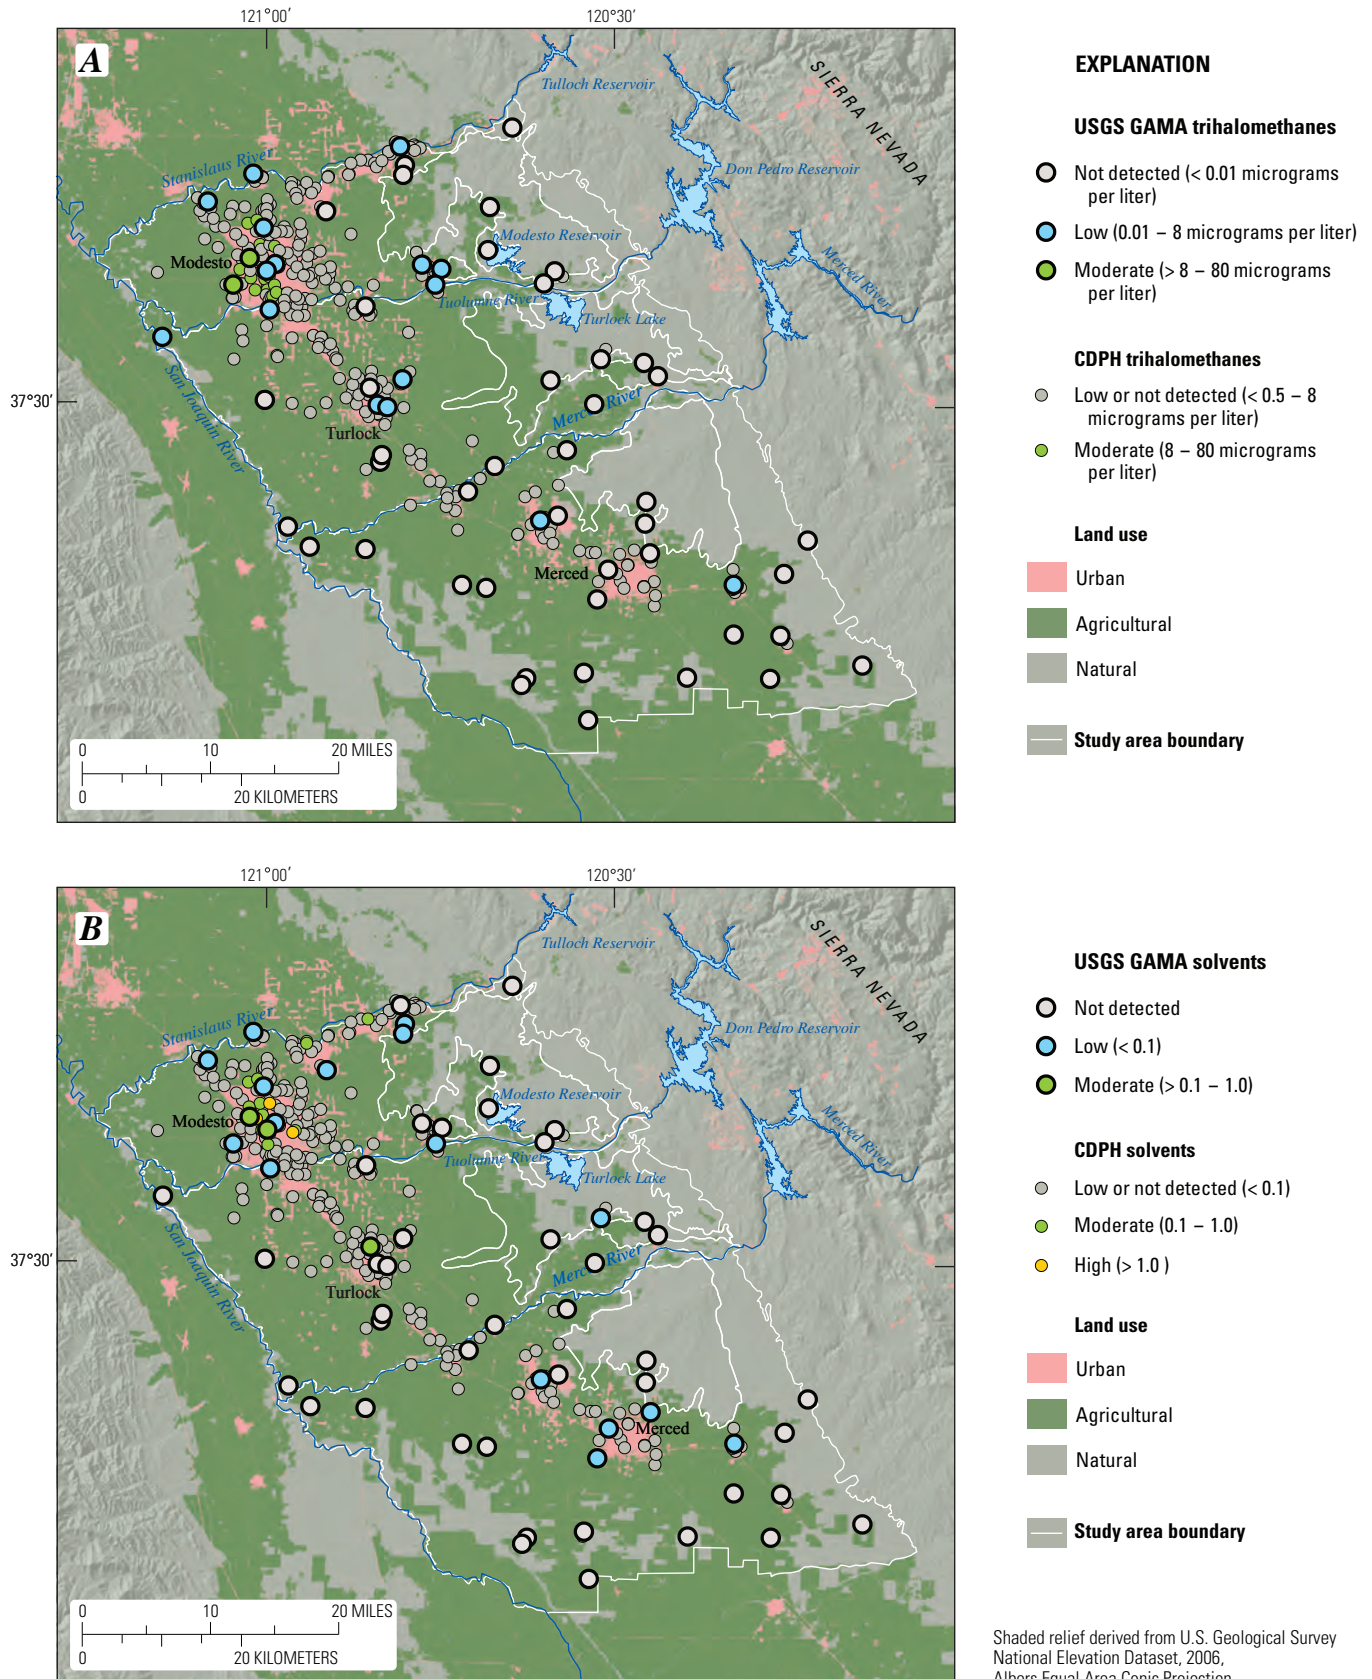 121°00′
120°30′
A
SIERRA NEVADA
Tulloch Reservoir
Don Pedro Reservoir
Stanislaus River
Modesto Reservoir
Modesto
Merced River
Tuolumne River
Turlock Lake
San Joaquin River
37°30′
Merced River
Turlock
Merced
0 10 20 MILES
0 20 KILOMETERS
EXPLANATION
USGS GAMA trihalomethanes
Not detected (< 0.01 micrograms
per liter)
Low (0.01 – 8 micrograms per liter)
Moderate (> 8 – 80 micrograms
per liter)
CDPH trihalomethanes
Low or not detected (< 0.5 – 8
micrograms per liter)
Moderate (8 – 80 micrograms
per liter)
Land use
Urban
Agricultural
Natural
Study area boundary
121°00′
120°30′
B
SIERRA NEVADA
Tulloch Reservoir
Don Pedro Reservoir
Stanislaus River
Modesto Reservoir
Modesto
Merced River
Tuolumne River
Turlock Lake
San Joaquin River
37°30′
Merced River
Turlock
Merced
0 10 20 MILES
0 20 KILOMETERS
USGS GAMA solvents
Not detected
Low (< 0.1)
Moderate (> 0.1 – 1.0)
CDPH solvents
Low or not detected (< 0.1)
Moderate (0.1 – 1.0)
High (> 1.0 )
Land use
Urban
Agricultural
Natural
Study area boundary
Shaded relief derived from U.S. Geological Survey
National Elevation Dataset, 2006,
Albers Equal Area Conic Projection